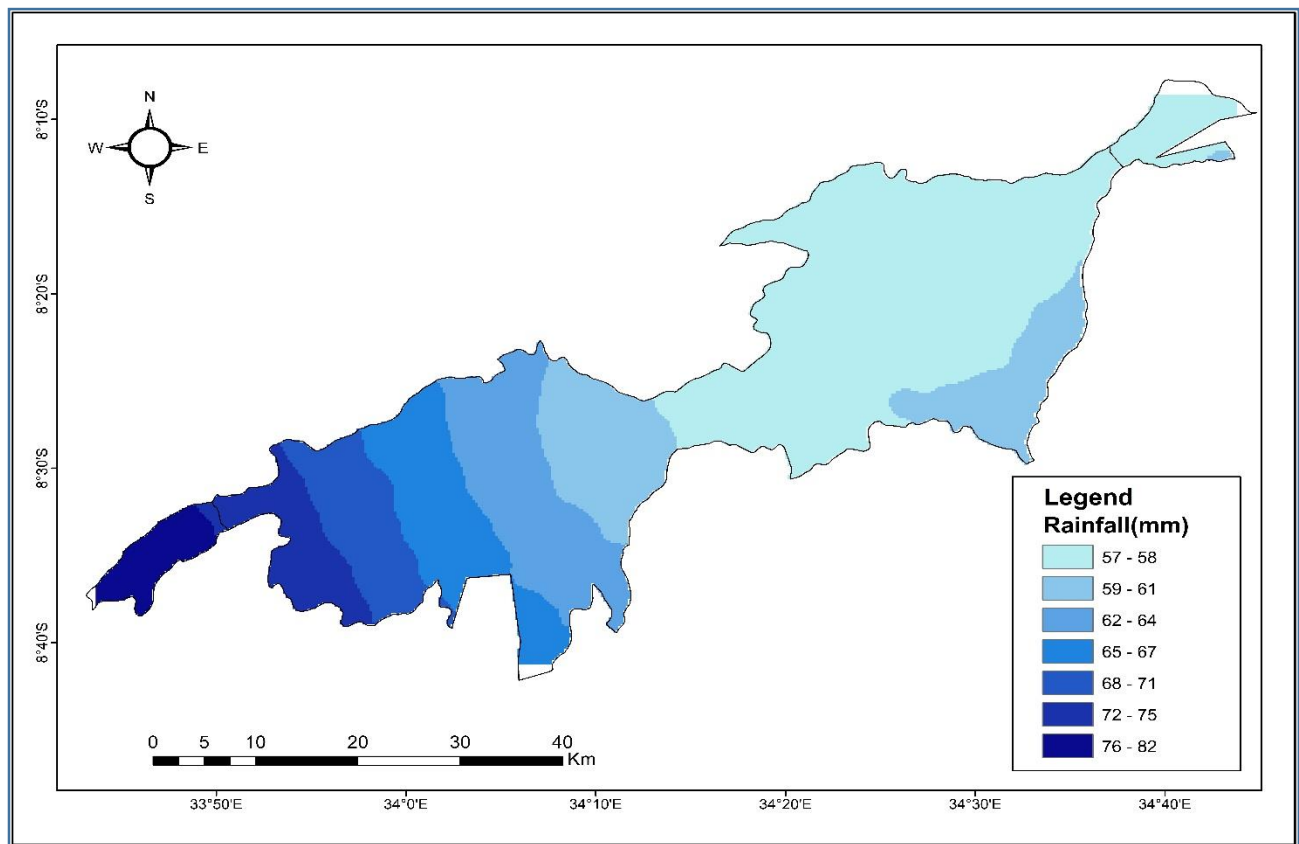 N
W E
S
8°10'S
8°20'S
8°30'S
8°40'S
Legend
Rainfall(mm)
57 - 58
59 - 61
62 - 64
65 - 67
68 - 71
72 - 75
76 - 82
0 5 10 20 30 40
Km
33°50'E 34°0'E 34°10'E 34°20'E 34°30'E 34°40'E